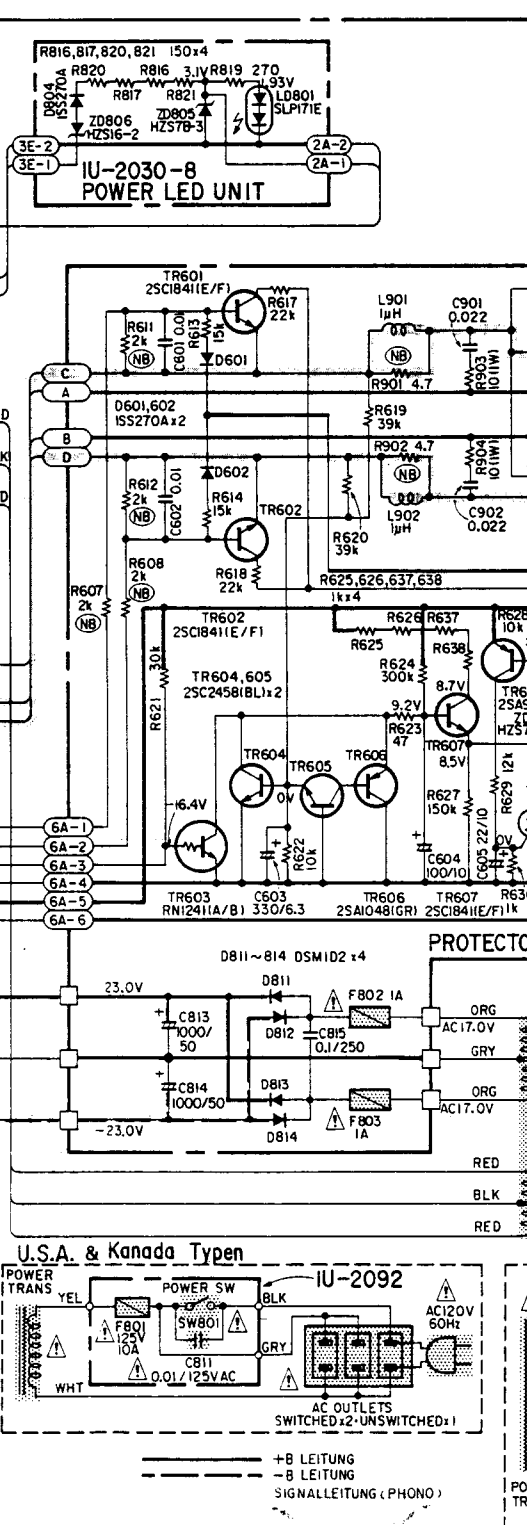 R816,817,820, 821 150x4
R820 R816 3.1V R819 270
R817 R821 1.93V
D804
1SS270A
LD801
SLP171E
ZD806
HZS16-2
ZD805
HZS7B-3
3E-2
2A-2
3E-1
2A-1
1U-2030-8
POWER LED UNIT
TR601
2SC1841(E/F)
R617
22k
R611
2k
NB
C601 0.01
R613
15k
D601
L901
1μH
C901
0.022
NB
R901 4.7
R903
10(1W)
C
A
B
D
D601,602
1SS270Ax2
R619
39k
R902 4.7
NB
R904
10(1W)
L902
1μH
C902
0.022
R612
2k
NB
C602 0.01
D602
R614
15k
TR602
R620
39k
R608
2k
NB
R607
2k
NB
R618
22k
R625,626,637,638
1kx4
TR602
2SC1841(E/F)
R621 30k
R625
R626 R637
R638
R628
10k
TR604,605
2SC2458(BL)x2
R624
300k
8.7V
9.2V
R623
47
TR607
8.5V
TR604
TR605
TR606
0V
R627
150k
R629 12k
16.4V
6A-1
6A-2
6A-3
6A-4
6A-5
6A-6
R622
10k
C604
100/10
C605 22/10
0V
TR603
RN1241(A/B)
C603
330/6.3
TR606
2SA1048(GR)
TR607
2SC1841(E/F)
1k
PROTECTO
D811~814 DSM1D2 x4
23.0V
D811
F802 1A
ORG
AC17.0V
C813
1000/
50
D812
C815
0.1/250
GRY
C814
1000/50
D813
ORG
AC17.0V
-23.0V
D814
F803
1A
RED
BLK
RED
U.S.A. & Kanada Typen
POWER
TRANS
YEL
POWER SW
BLK
1U-2092
F801
125V
10A
SW801
AC120V
60Hz
C811
0.01/125VAC
GRY
WHT
AC OUTLETS
SWITCHEDx2·UNSWITCHEDx1
+B LEITUNG
-B LEITUNG
SIGNALLEITUNG (PHONO)